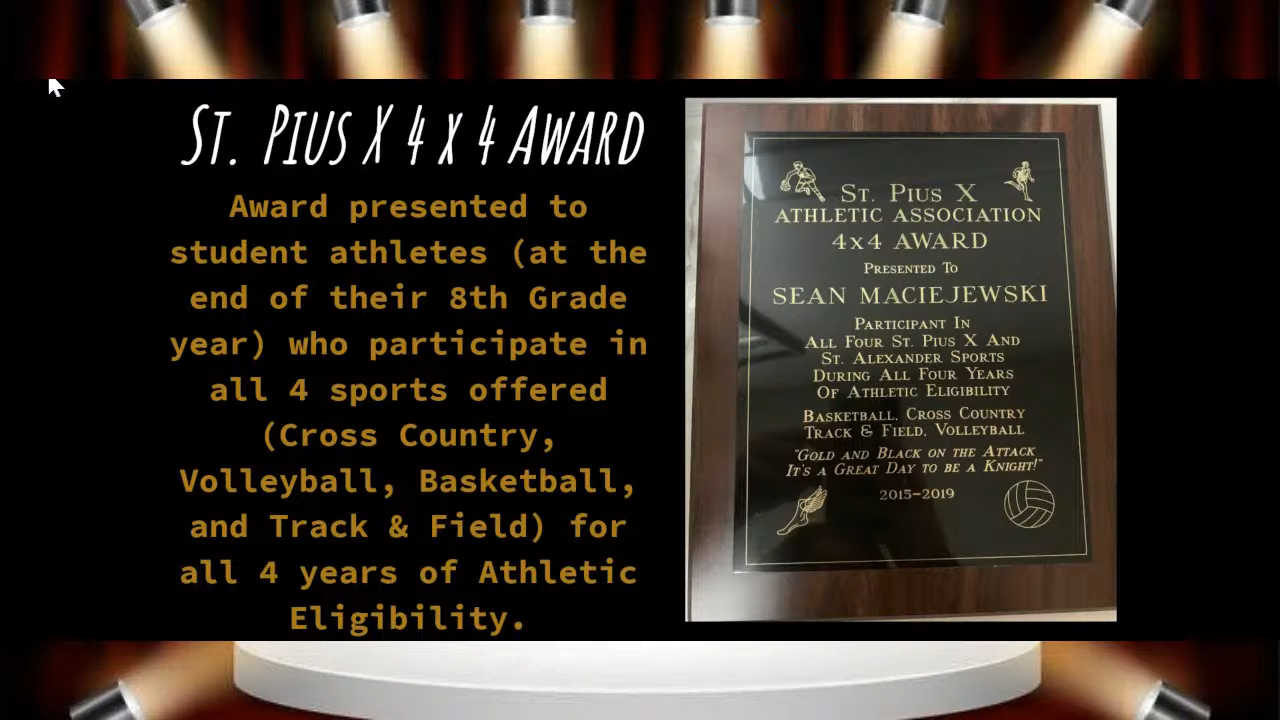 St. Pius X 4 x 4 Award
Award presented to
student athletes (at the
end of their 8th Grade
year) who participate in
all 4 sports offered
(Cross Country,
Volleyball, Basketball,
and Track & Field) for
all 4 years of Athletic
Eligibility.
St. Pius X
ATHLETIC ASSOCIATION
4x4 AWARD
Presented To
SEAN MACIEJEWSKI
Participant In
All Four St. Pius X And
St. Alexander Sports
During All Four Years
Of Athletic Eligibility
Basketball, Cross Country
Track & Field, Volleyball
"Gold and Black on the Attack
It's a Great Day to be a Knight!"
2015-2019